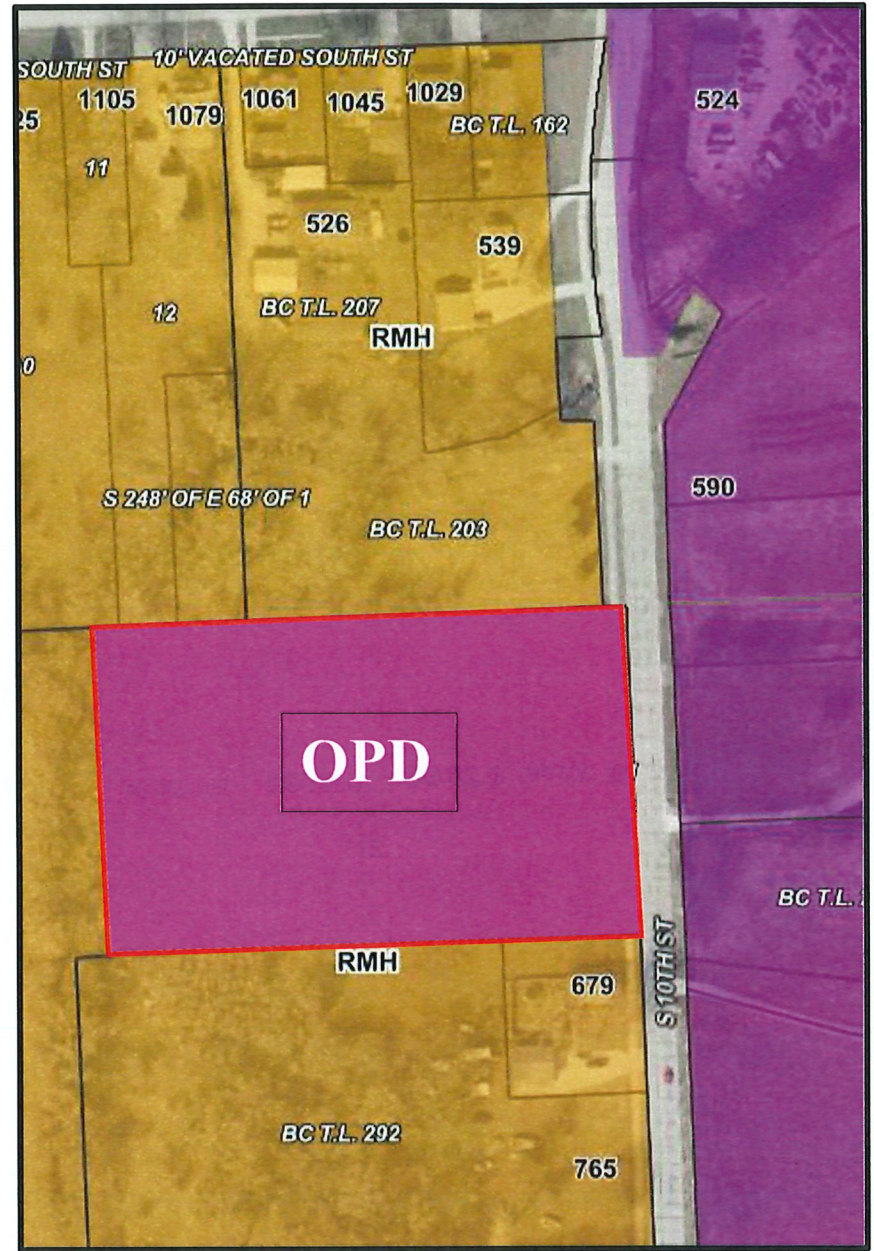 SOUTH ST
10' VACATED SOUTH ST
25
1105
1079
1061
1045
1029
524
BC T.L. 162
11
526
539
12
BC T.L. 207
RMH
0
590
S 248' OF E 68' OF 1
BC T.L. 203
OPD
BC T.L.
RMH
679
S 10TH ST
BC T.L. 292
765